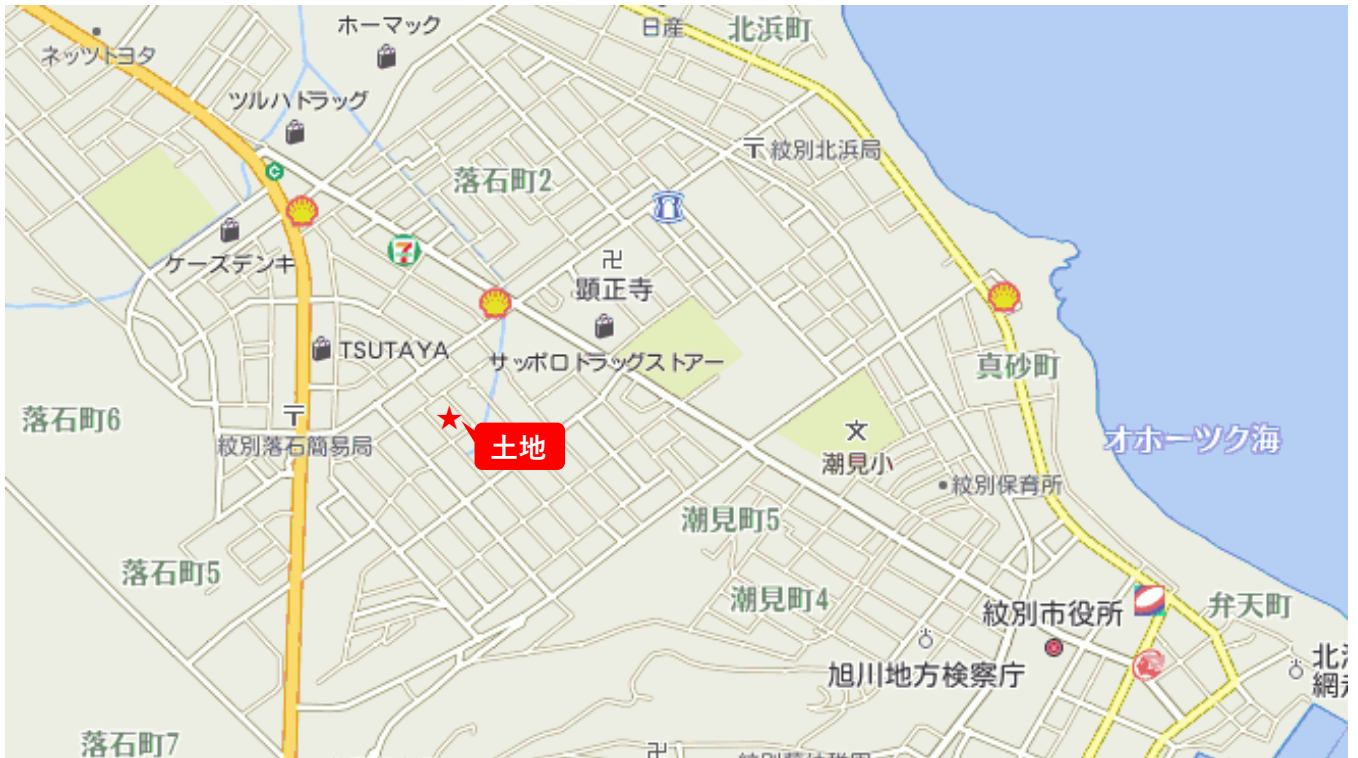 ホーマック
日産
北浜町
ネッツトヨタ
ツルハドラッグ
〒紋別北浜局
落石町2
卍
顕正寺
ケーズデンキ
7
TSUTAYA
サッポロドラッグストアー
真砂町
落石町6
〒
紋別落石簡易局
土地
文
潮見小
オホーツク海
紋別保育所
潮見町5
落石町5
潮見町4
紋別市役所
弁天町
旭川地方検察庁
落石町7
卍